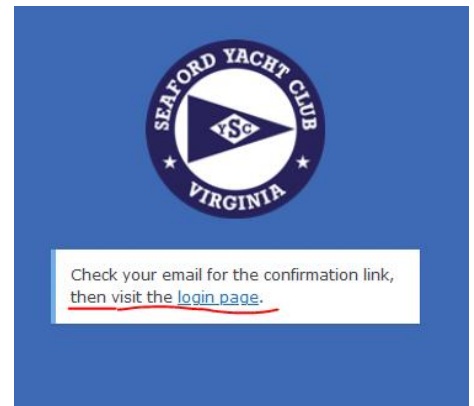 SEAFORD YACHT CLUB
YSC
VIRGINIA
Check your email for the confirmation link,
then visit the login page.